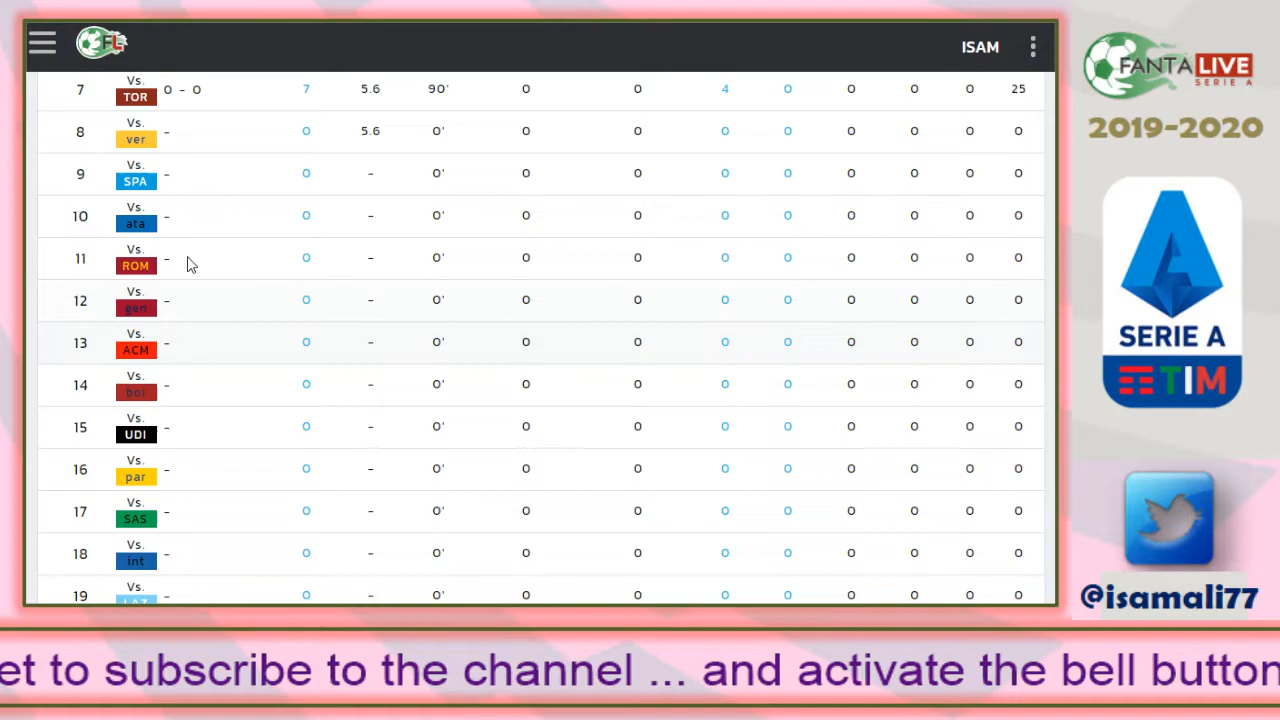 FL ISAM
Vs.
7 TOR 0 - 0 7 5.6 90' 0 0 4 0 0 0 0 25
Vs.
8 ver - 0 5.6 0' 0 0 0 0 0 0 0 0
Vs.
9 SPA - 0 - 0' 0 0 0 0 0 0 0 0
Vs.
10 ata - 0 - 0' 0 0 0 0 0 0 0 0
Vs.
11 ROM - 0 - 0' 0 0 0 0 0 0 0 0
Vs.
12 gen - 0 - 0' 0 0 0 0 0 0 0 0
Vs.
13 ACM - 0 - 0' 0 0 0 0 0 0 0 0
Vs.
14 bol - 0 - 0' 0 0 0 0 0 0 0 0
Vs.
15 UDI - 0 - 0' 0 0 0 0 0 0 0 0
Vs.
16 par - 0 - 0' 0 0 0 0 0 0 0 0
Vs.
17 SAS - 0 - 0' 0 0 0 0 0 0 0 0
Vs.
18 int - 0 - 0' 0 0 0 0 0 0 0 0
Vs.
19 LAZ - 0 - 0' 0 0 0 0 0 0 0 0
FANTALIVE
SERIE A
2019-2020
SERIE A
TIM
@isamali77
et to subscribe to the channel ... and activate the bell button